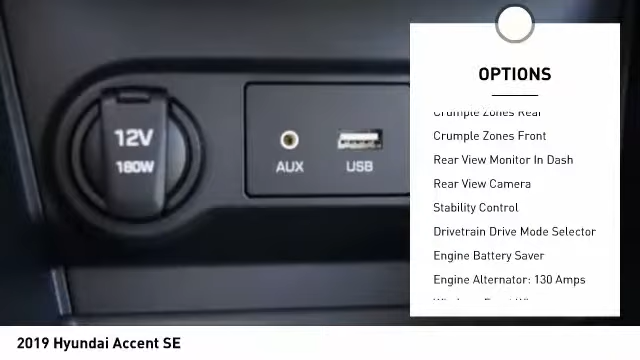 12V
180W
AUX
USB
OPTIONS
Crumple Zones Rear
Crumple Zones Front
Rear View Monitor In Dash
Rear View Camera
Stability Control
Drivetrain Drive Mode Selector
Engine Battery Saver
Engine Alternator: 130 Amps
2019 Hyundai Accent SE